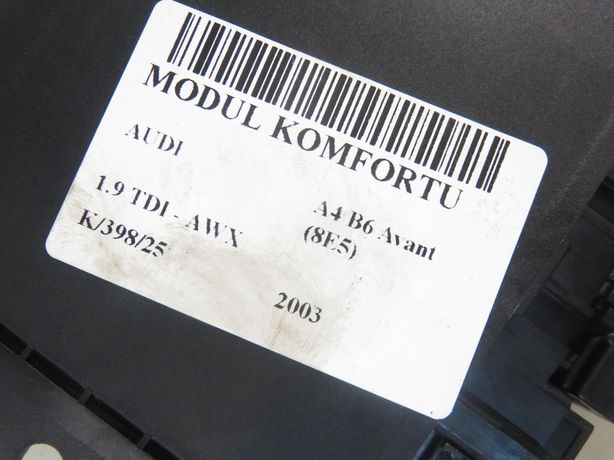 MODUL KOMFORTU
AUDI
1.9 TDI - AWX
A4 B6 Avant
(8E5)
K/398/25
2003